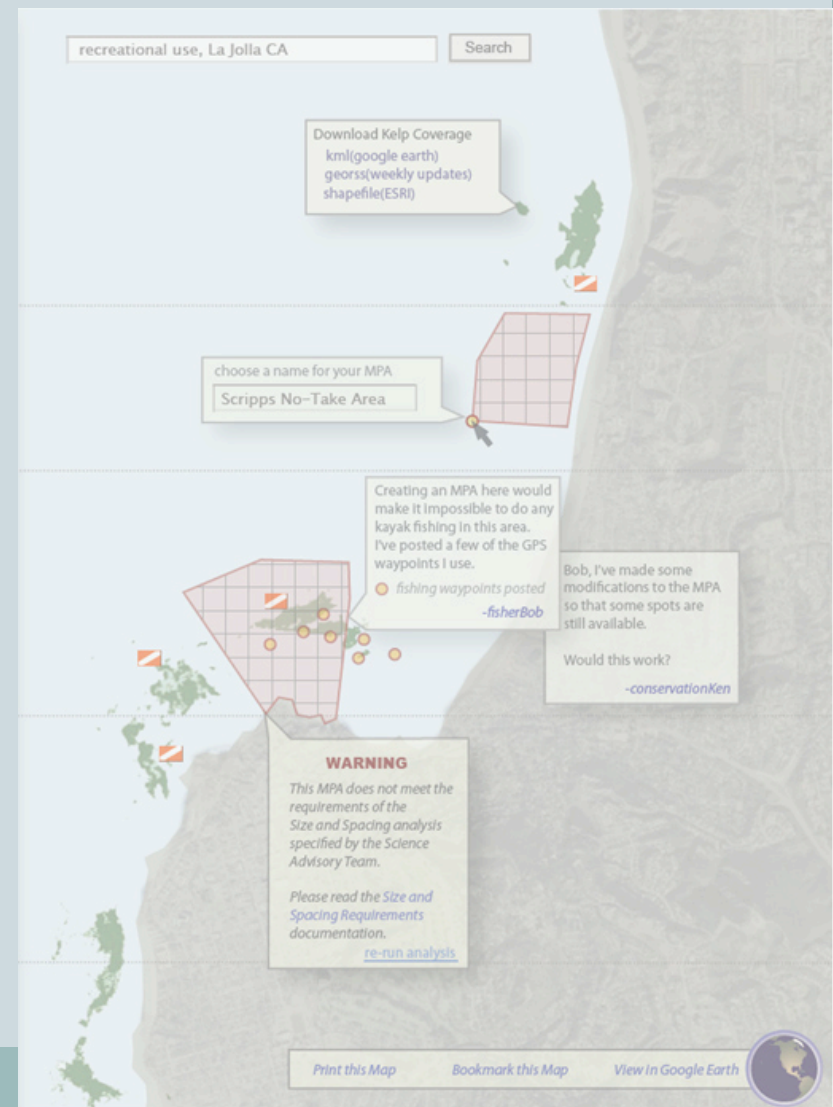 recreational use, La Jolla CA
Search
Download Kelp Coverage
kml(google earth)
georss(weekly updates)
shapefile(ESRI)
choose a name for your MPA
Scripps No-Take Area
Creating an MPA here would
make it impossible to do any
kayak fishing in this area.
I've posted a few of the GPS
waypoints I use.
fishing waypoints posted
-fisherBob
Bob, I've made some
modifications to the MPA
so that some spots are
still available.
Would this work?
-conservationKen
WARNING
This MPA does not meet the
requirements of the
Size and Spacing analysis
specified by the Science
Advisory Team.
Please read the Size and
Spacing Requirements
documentation.
re-run analysis
Print this Map
Bookmark this Map
View in Google Earth